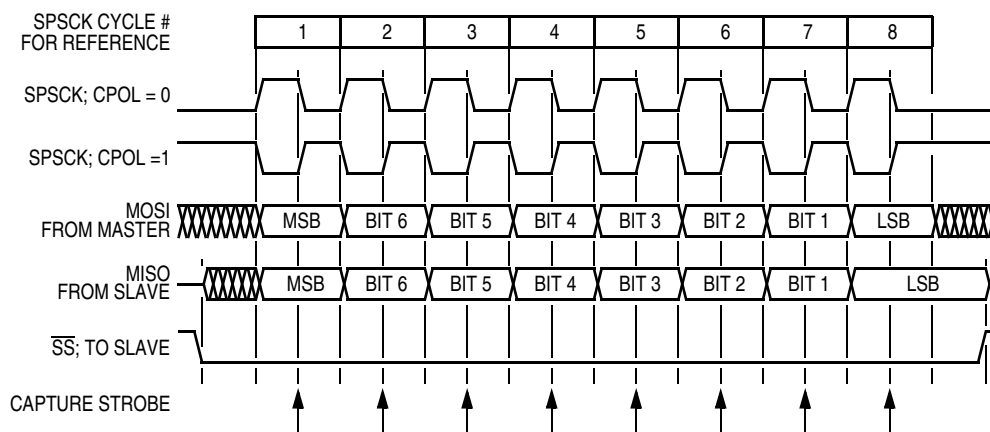 SPSCK CYCLE #
FOR REFERENCE
1 2 3 4 5 6 7 8
SPSCK; CPOL = 0
SPSCK; CPOL =1
MOSI
FROM MASTER
MSB BIT 6 BIT 5 BIT 4 BIT 3 BIT 2 BIT 1 LSB
MISO
FROM SLAVE
MSB BIT 6 BIT 5 BIT 4 BIT 3 BIT 2 BIT 1 LSB
SS; TO SLAVE
CAPTURE STROBE